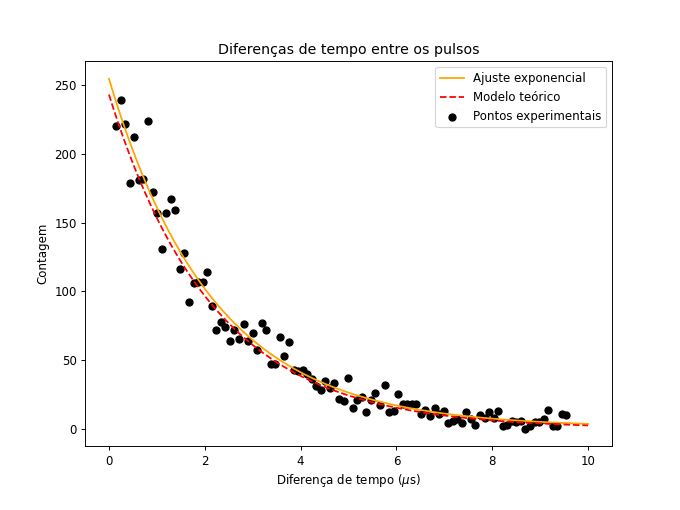 Diferenças de tempo entre os pulsos
Ajuste exponencial
Modelo teórico
Pontos experimentais
Contagem
250
200
150
100
50
0
0 2 4 6 8 10
Diferença de tempo (μs)